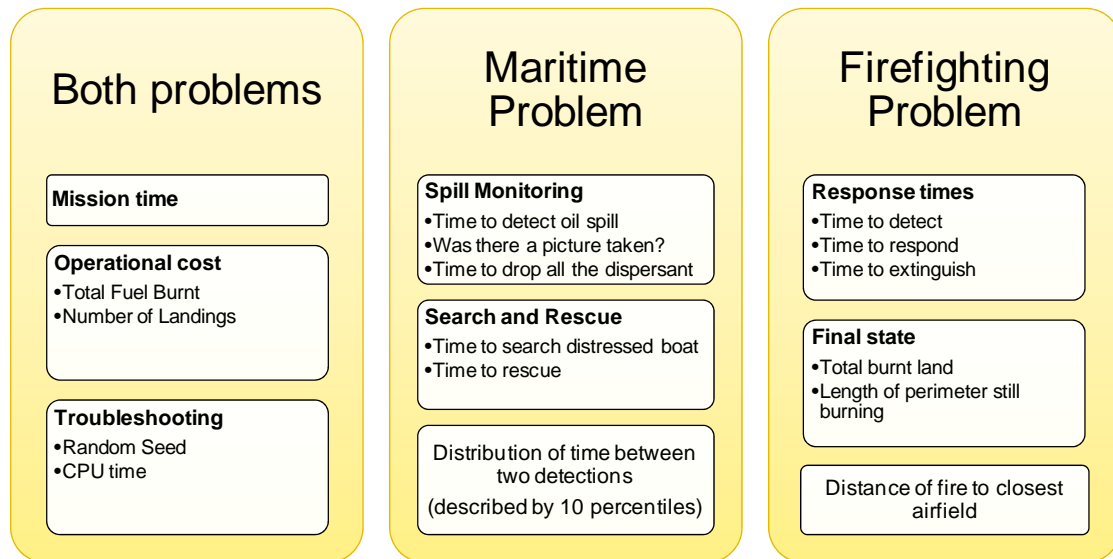 Both problems
Mission time
Operational cost
•Total Fuel Burnt
•Number of Landings
Troubleshooting
•Random Seed
•CPU time
Maritime
Problem
Spill Monitoring
•Time to detect oil spill
•Was there a picture taken?
•Time to drop all the dispersant
Search and Rescue
•Time to search distressed boat
•Time to rescue
Distribution of time between
two detections
(described by 10 percentiles)
Firefighting
Problem
Response times
•Time to detect
•Time to respond
•Time to extinguish
Final state
•Total burnt land
•Length of perimeter still
burning
Distance of fire to closest
airfield